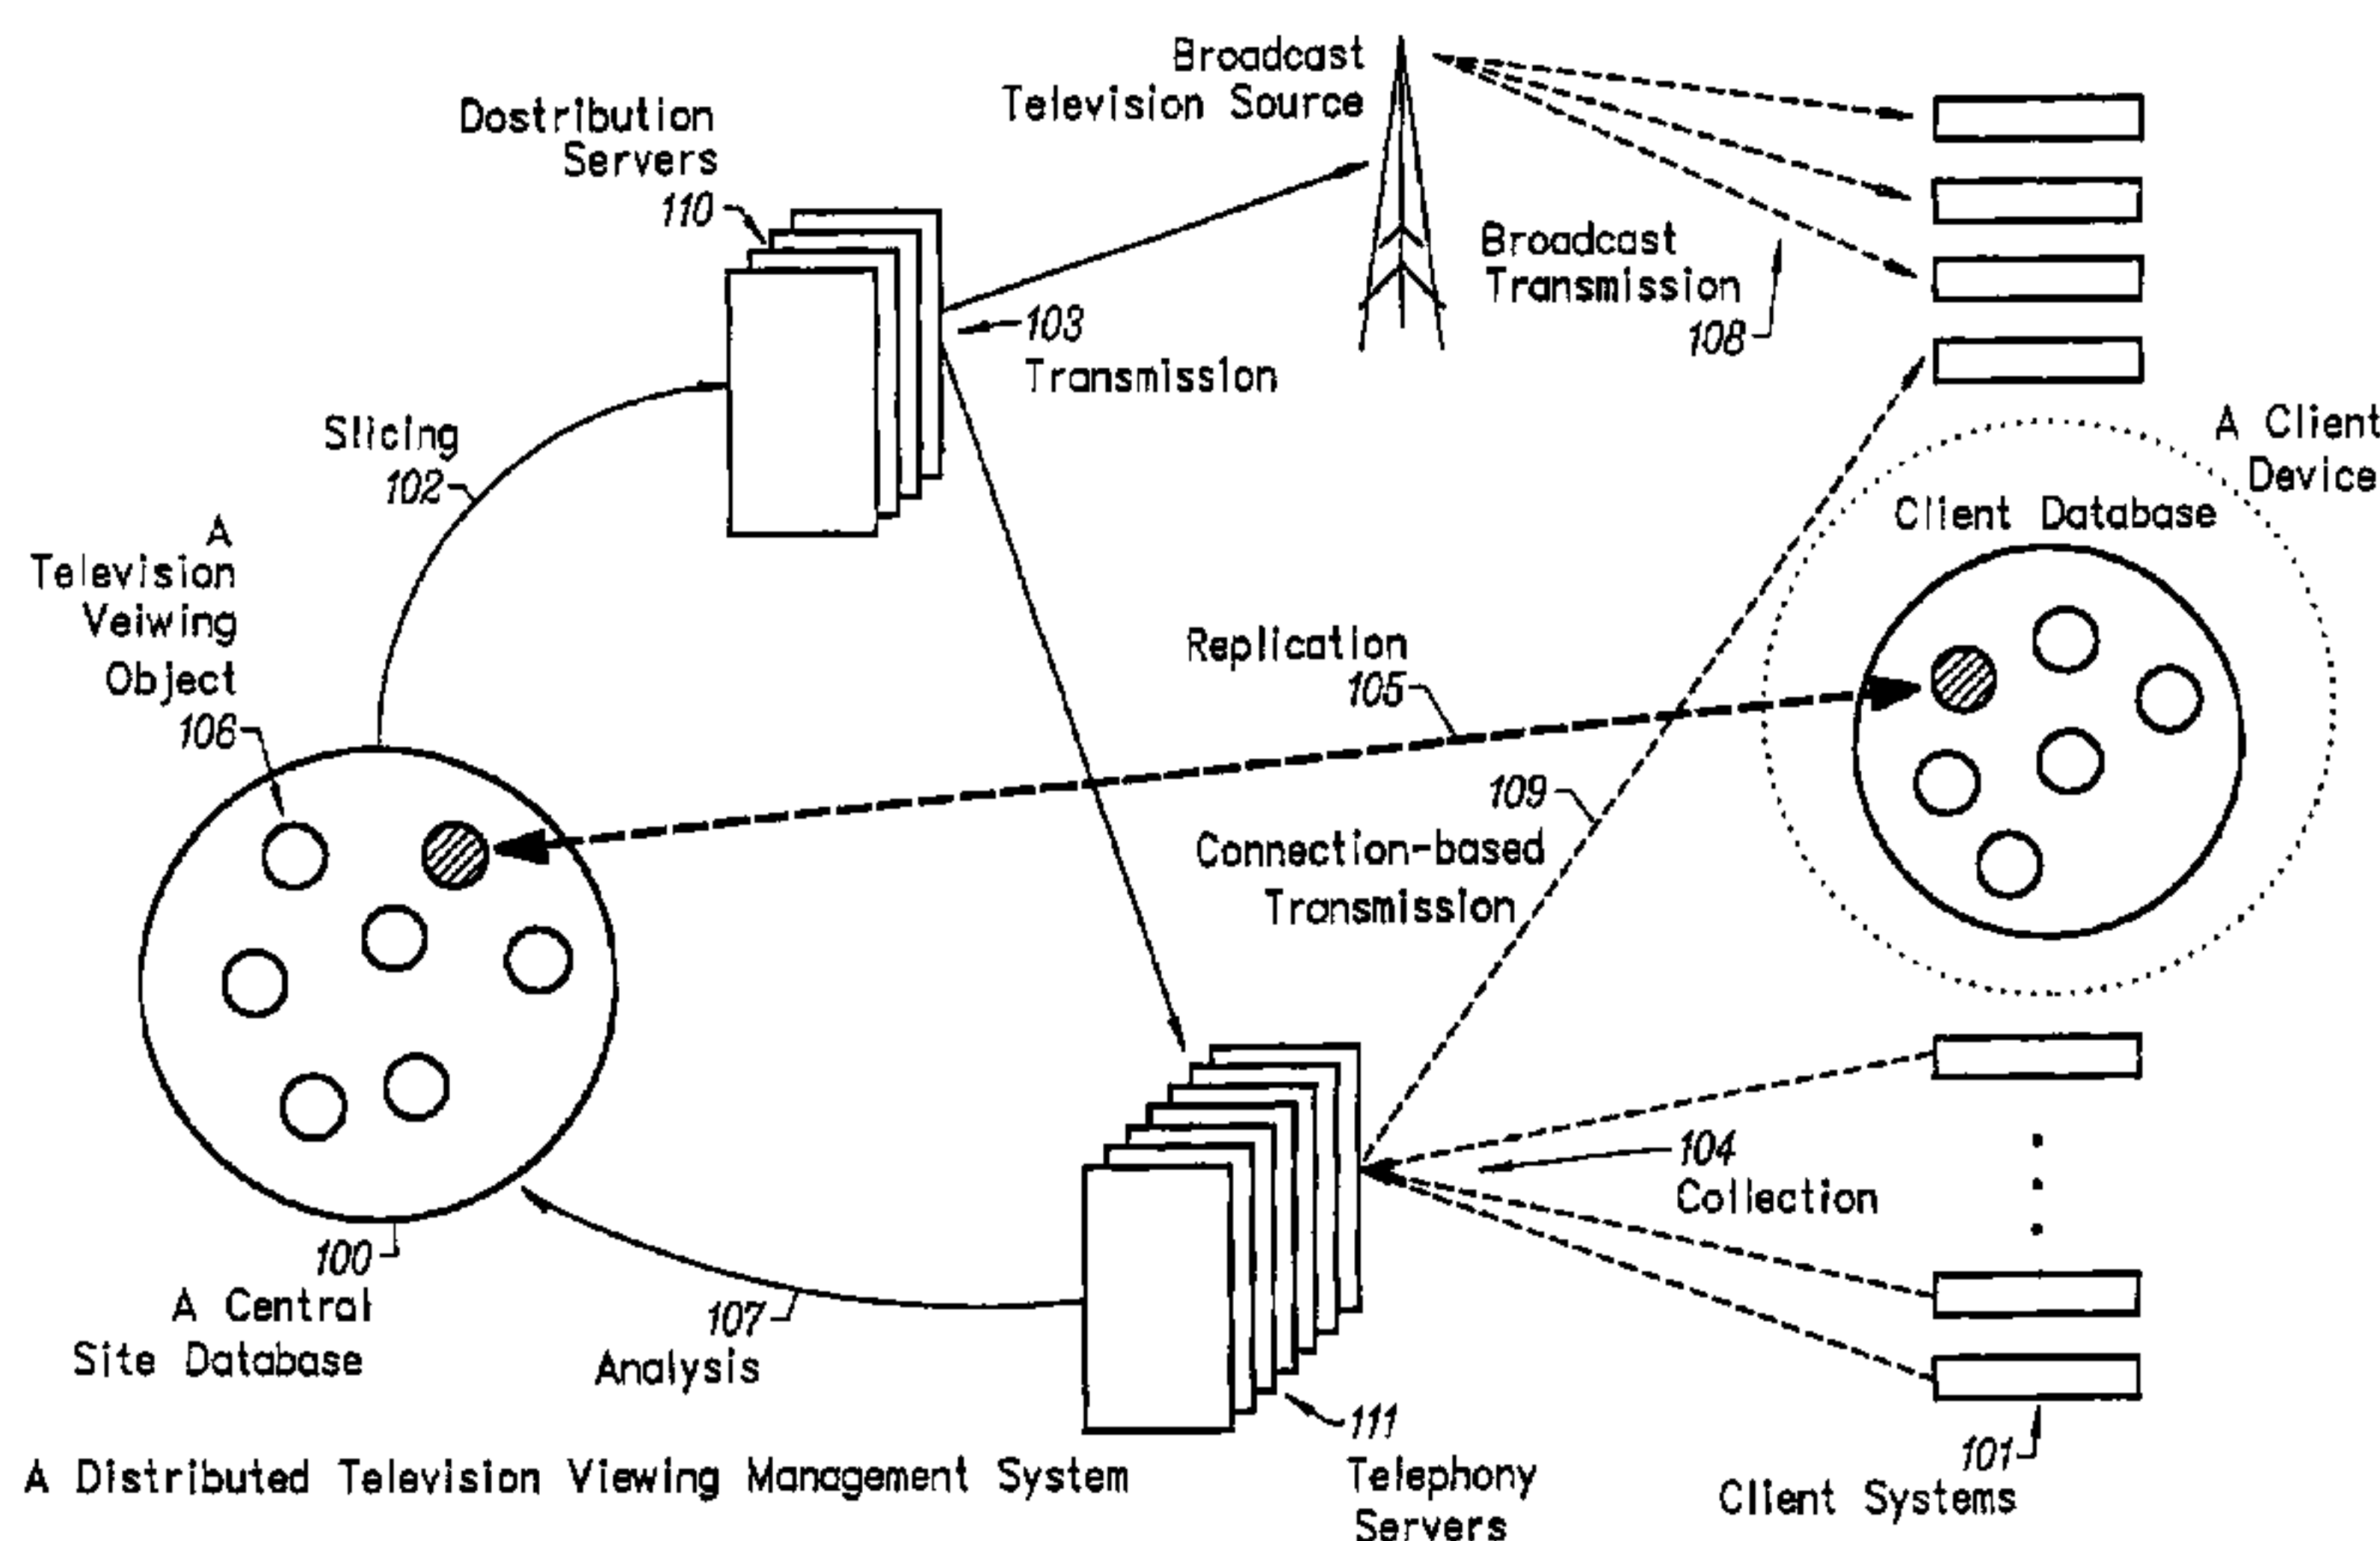 Broadcast
Television Source
Dostribution
Servers
110
103
Transmission
Broadcast
Transmission
108
Slicing
102
A Client
Device
Client Database
A
Television
Veiwing
Object
106
Replication
105
109
Connection-based
Transmission
104
Collection
100
A Central
Site Database
107
Analysis
111
Telephony
Servers
101
Client Systems
A Distributed Television Viewing Management System